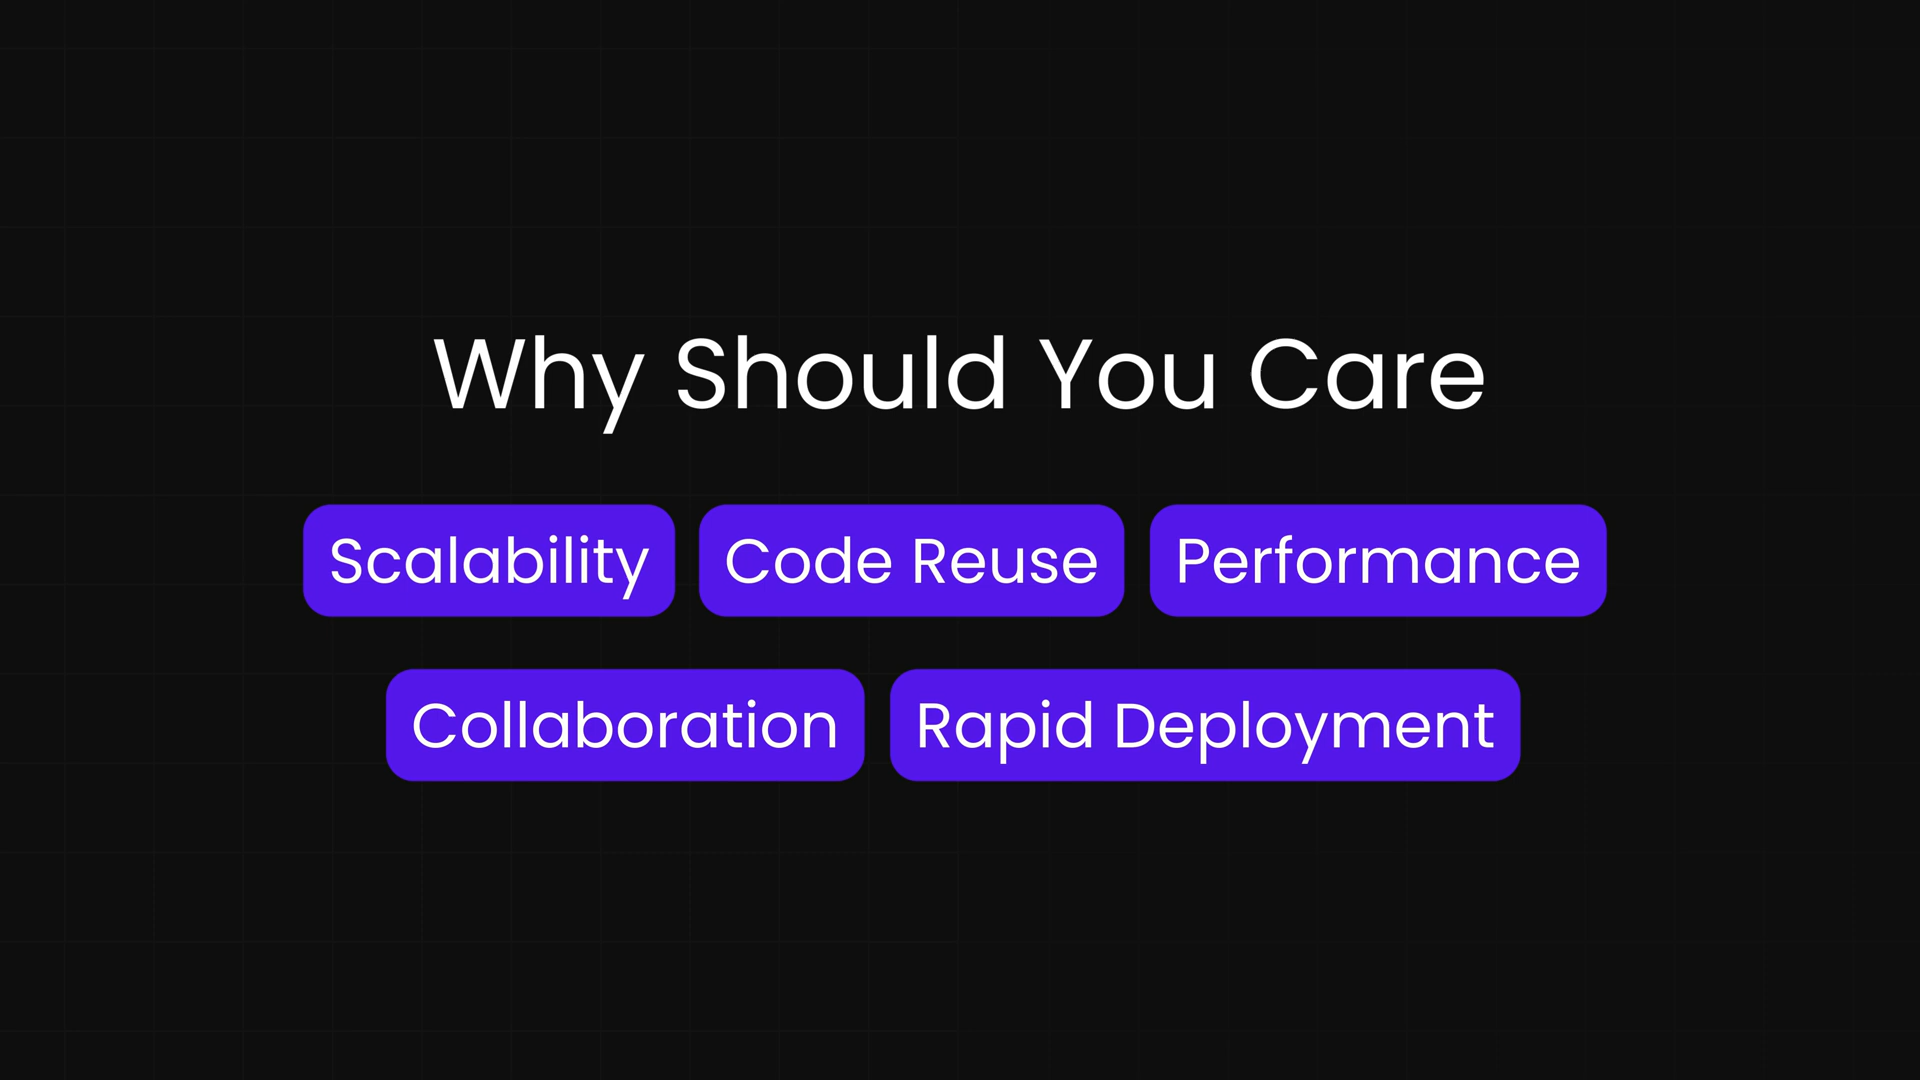 Why Should You Care
Scalability Code Reuse Performance
Collaboration Rapid Deployment